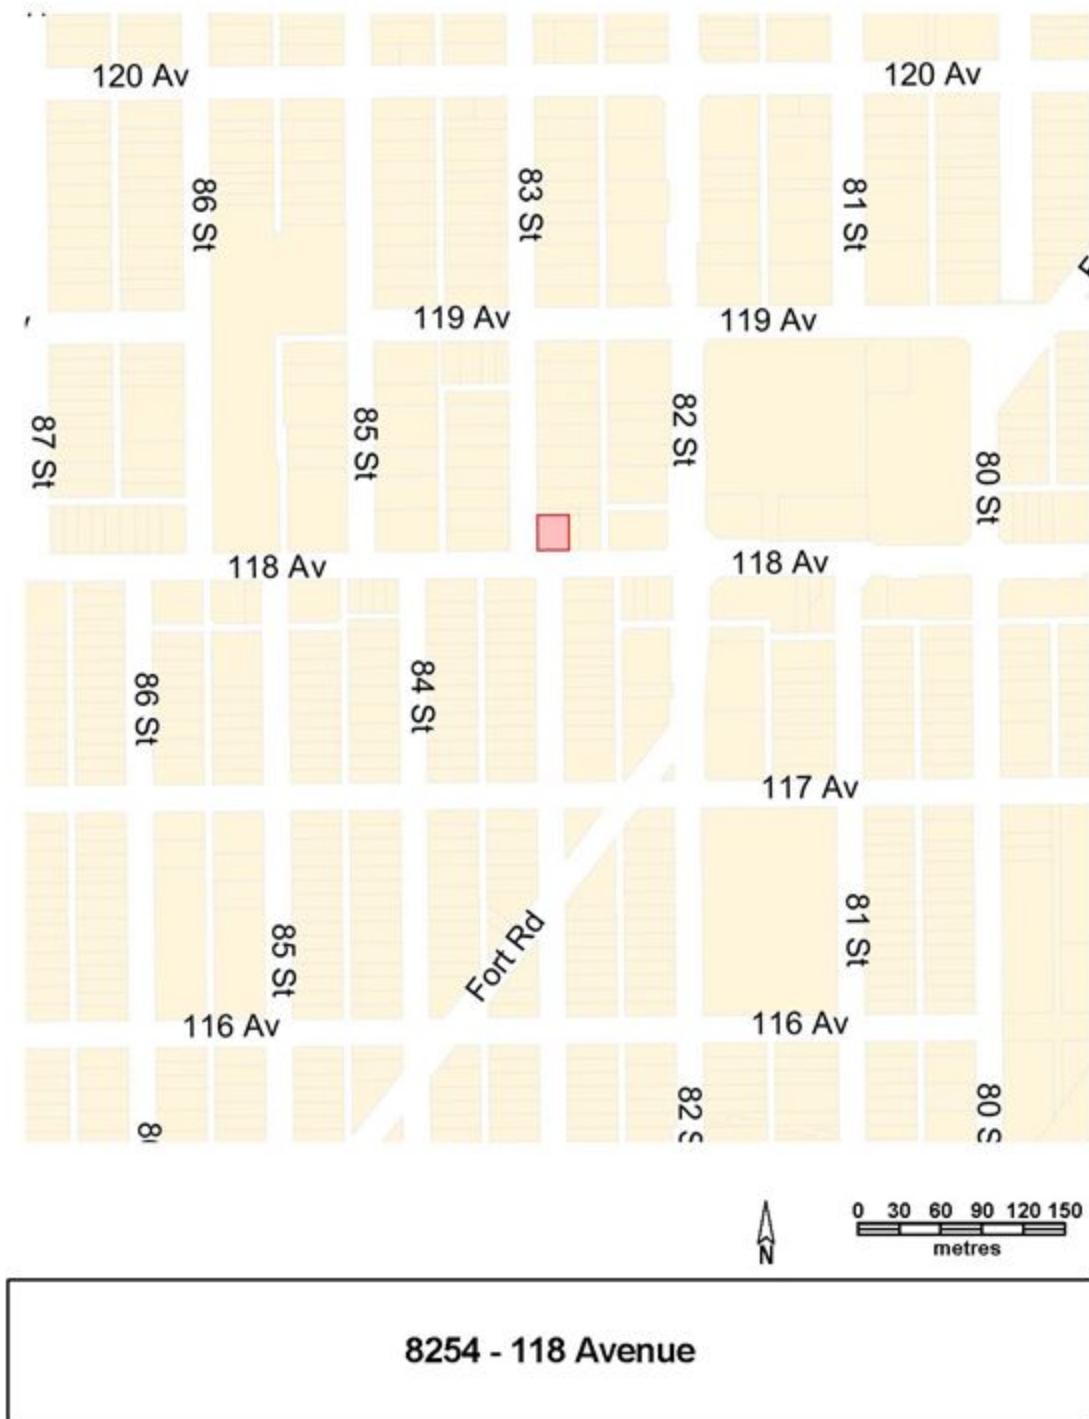 120 Av
120 Av
86 St
83 St
81 St
119 Av
119 Av
87 St
85 St
82 St
80 St
118 Av
118 Av
86 St
84 St
117 Av
85 St
Fort Rd
81 St
116 Av
116 Av
82 S
80 S
0 30 60 90 120 150
metres
N
8254 - 118 Avenue